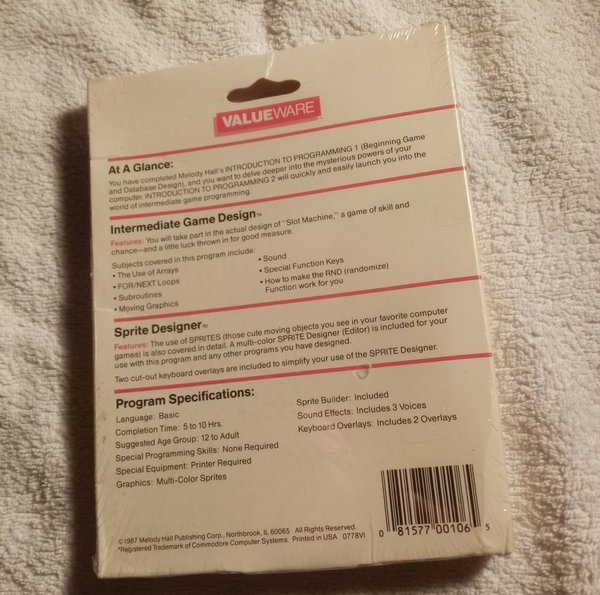 VALUEWARE
At A Glance:
You have completed Melody Hall's INTRODUCTION TO PROGRAMMING 1 (Beginning Game
and Database Design), and you want to delve deeper into the mysterious powers of your
computer. INTRODUCTION TO PROGRAMMING 2 will quickly and easily launch you into the
world of intermediate game programming.
Intermediate Game Design™
Features: You will take part in the actual design of "Slot Machine," a game of skill and
chance—and a little luck thrown in for good measure.
Subjects covered in this program include:
• The Use of Arrays
• FOR/NEXT Loops
• Subroutines
• Moving Graphics
• Sound
• Special Function Keys
• How to make the RND (randomize)
Function work for you
Sprite Designer™
Features: The use of SPRITES (those cute moving objects you see in your favorite computer
games) is also covered in detail. A multi-color SPRITE Designer (Editor) is included for your
use with this program and any other programs you have designed.
Two cut-out keyboard overlays are included to simplify your use of the SPRITE Designer.
Program Specifications:
Language: Basic
Completion Time: 5 to 10 Hrs.
Suggested Age Group: 12 to Adult
Special Programming Skills: None Required
Special Equipment: Printer Required
Graphics: Multi-Color Sprites
Sprite Builder: Included
Sound Effects: Includes 3 Voices
Keyboard Overlays: Includes 2 Overlays
©1987 Melody Hall Publishing Corp., Northbrook, IL 60065 All Rights Reserved.
*Registered Trademark of Commodore Computer Systems. Printed in USA 0778VI
0 81577 00106 5